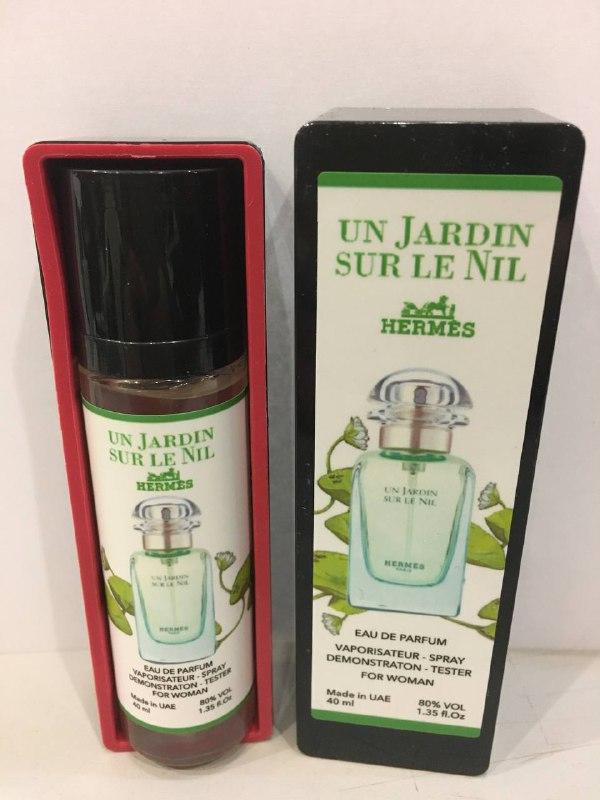 UN JARDIN
SUR LE NIL
HERMES
UN JARDIN
SUR LE NIL
HERMES
PARIS
EAU DE PARFUM
VAPORISATEUR - SPRAY
DEMONSTRATON - TESTER
FOR WOMAN
Made in UAE 80% VOL
40 ml 1.35 fl.Oz
UN JARDIN
SUR LE NIL
HERMES
UN JARDIN
SUR LE NIL
HERMES
PARIS
EAU DE PARFUM
VAPORISATEUR - SPRAY
DEMONSTRATON - TESTER
FOR WOMAN
Made in UAE 80% VOL
40 ml 1.35 fl.Oz